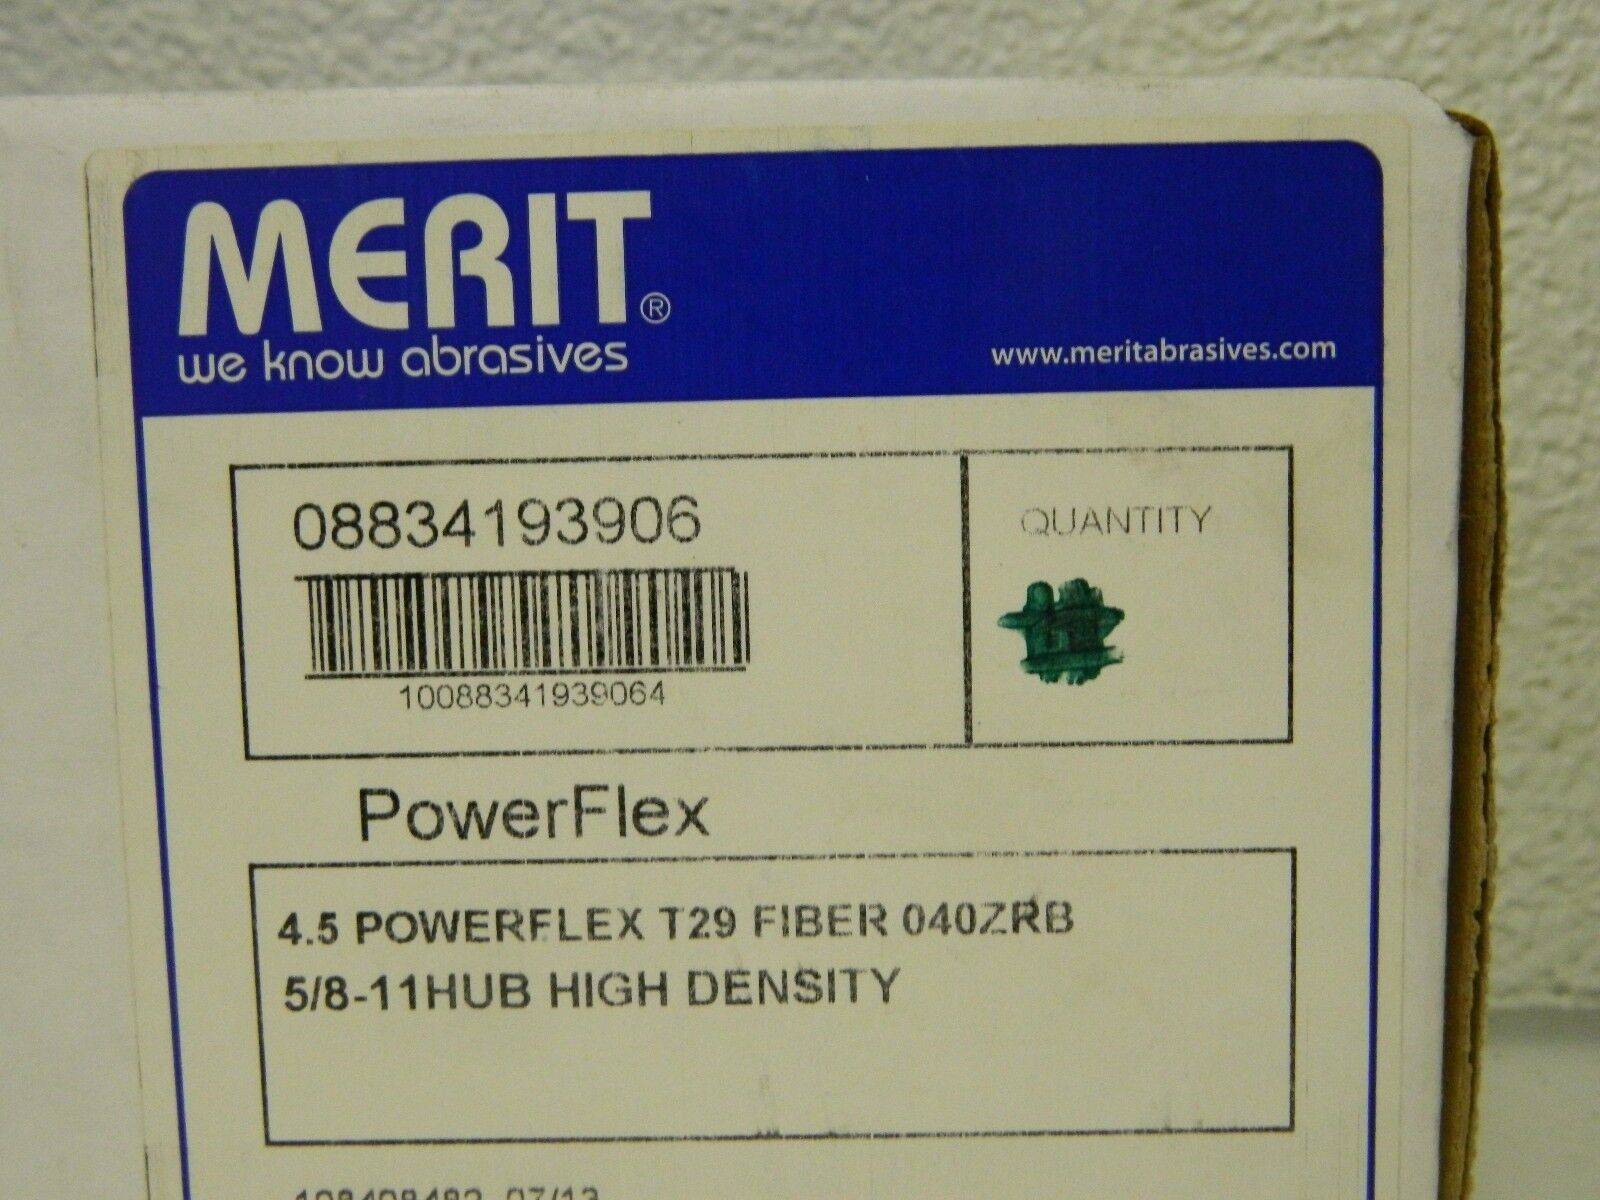 MERIT®
we know abrasives
www.meritabrasives.com
08834193906
QUANTITY
10088341939064
PowerFlex
4.5 POWERFLEX T29 FIBER 040ZRB
5/8-11HUB HIGH DENSITY